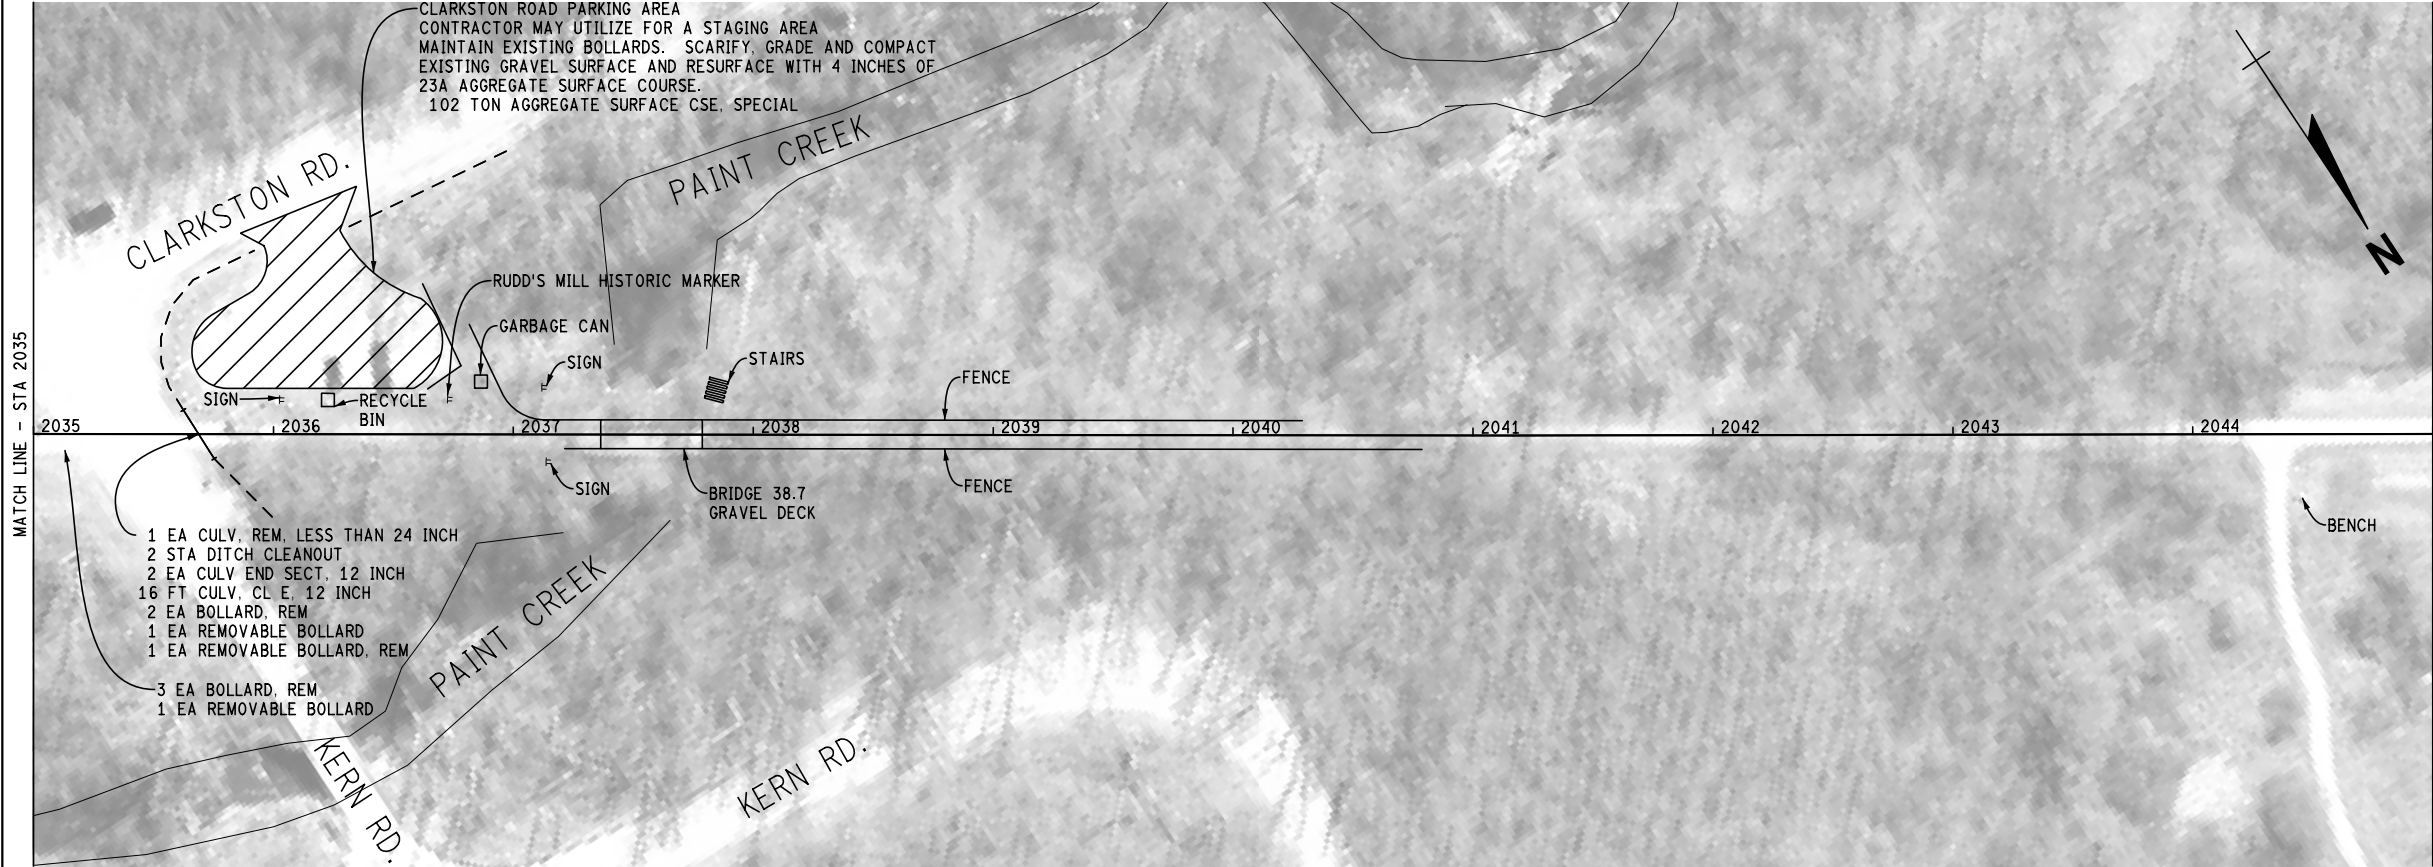 CLARKSTON ROAD PARKING AREA
CONTRACTOR MAY UTILIZE FOR A STAGING AREA
MAINTAIN EXISTING BOLLARDS. SCARIFY, GRADE AND COMPACT
EXISTING GRAVEL SURFACE AND RESURFACE WITH 4 INCHES OF
23A AGGREGATE SURFACE COURSE.
102 TON AGGREGATE SURFACE CSE, SPECIAL
CLARKSTON RD.
PAINT CREEK
N
RUDD'S MILL HISTORIC MARKER
GARBAGE CAN
SIGN
STAIRS
FENCE
SIGN
RECYCLE
BIN
MATCH LINE - STA 2035
2035
2036
2037
2038
2039
2040
2041
2042
2043
2044
SIGN
BRIDGE 38.7
GRAVEL DECK
FENCE
BENCH
1 EA CULV, REM, LESS THAN 24 INCH
2 STA DITCH CLEANOUT
2 EA CULV END SECT, 12 INCH
16 FT CULV, CL E, 12 INCH
2 EA BOLLARD, REM
1 EA REMOVABLE BOLLARD
1 EA REMOVABLE BOLLARD, REM
3 EA BOLLARD, REM
1 EA REMOVABLE BOLLARD
PAINT CREEK
KERN RD.
KERN RD.